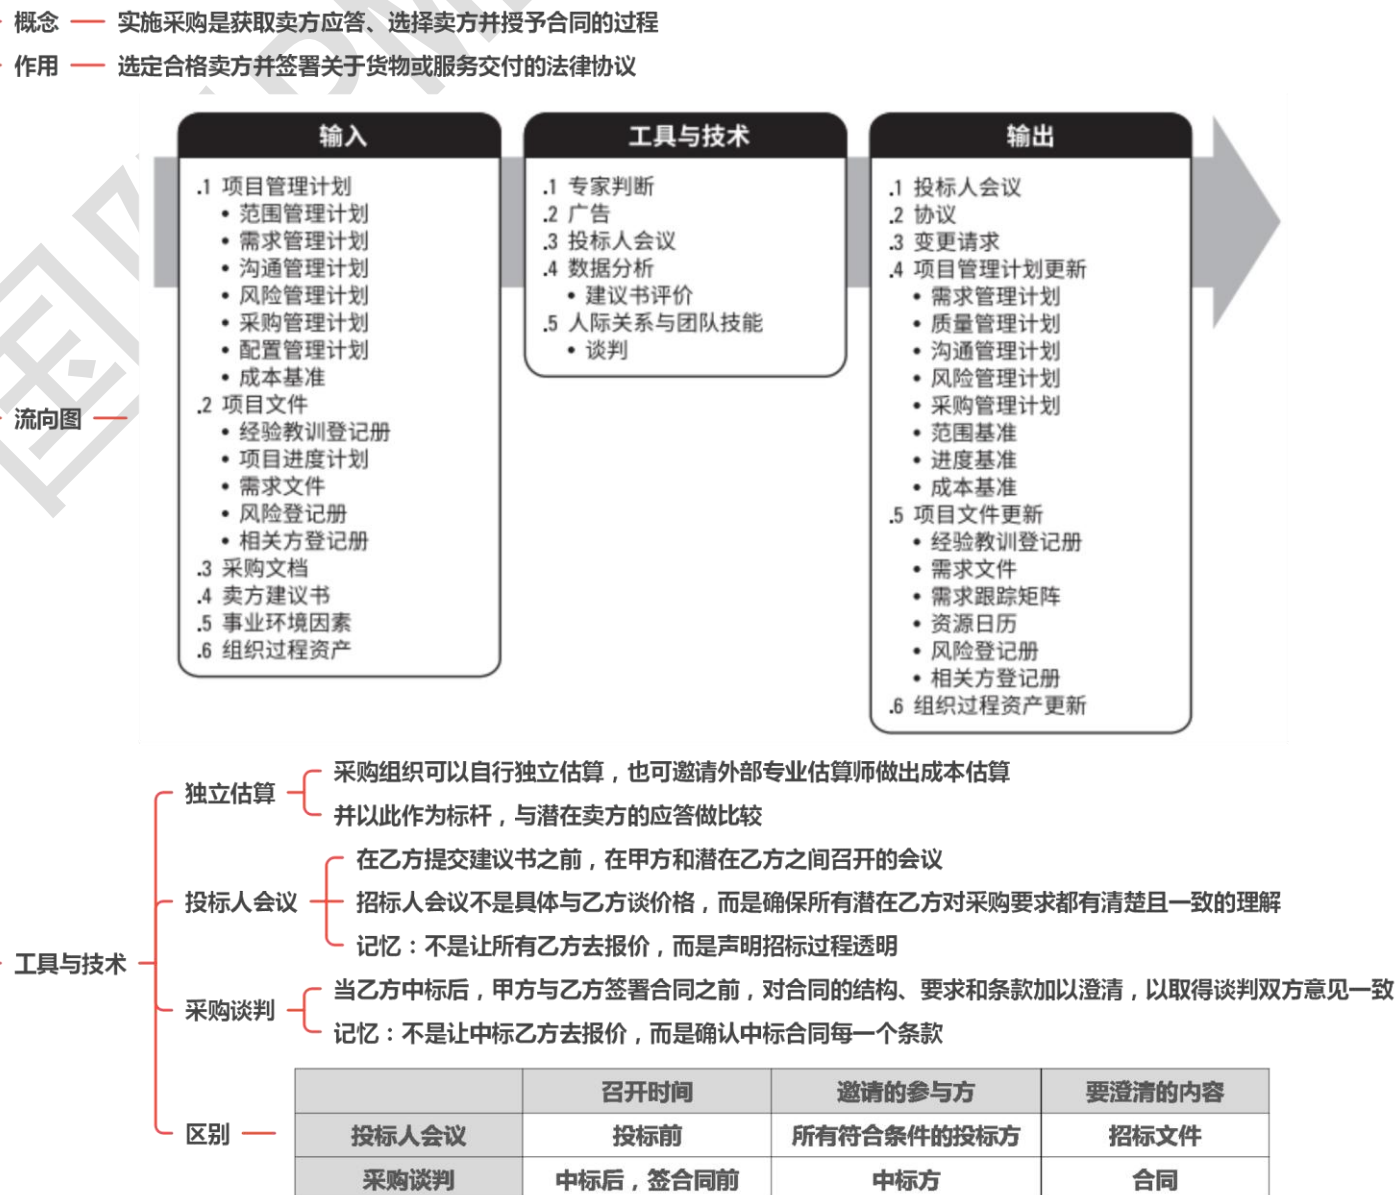 概念
实施采购是获取卖方应答、选择卖方并授予合同的过程
作用
选定合格卖方并签署关于货物或服务交付的法律协议
流向图
输入
.1 项目管理计划
• 范围管理计划
• 需求管理计划
• 沟通管理计划
• 风险管理计划
• 采购管理计划
• 配置管理计划
• 成本基准
.2 项目文件
• 经验教训登记册
• 项目进度计划
• 需求文件
• 风险登记册
• 相关方登记册
.3 采购文档
.4 卖方建议书
.5 事业环境因素
.6 组织过程资产
工具与技术
.1 专家判断
.2 广告
.3 投标人会议
.4 数据分析
• 建议书评价
.5 人际关系与团队技能
• 谈判
输出
.1 投标人会议
.2 协议
.3 变更请求
.4 项目管理计划更新
• 需求管理计划
• 质量管理计划
• 沟通管理计划
• 风险管理计划
• 采购管理计划
• 范围基准
• 进度基准
• 成本基准
.5 项目文件更新
• 经验教训登记册
• 需求文件
• 需求跟踪矩阵
• 资源日历
• 风险登记册
• 相关方登记册
.6 组织过程资产更新
工具与技术
独立估算
采购组织可以自行独立估算，也可邀请外部专业估算师做出成本估算
并以此作为标杆，与潜在卖方的应答做比较
投标人会议
在乙方提交建议书之前，在甲方和潜在乙方之间召开的会议
招标人会议不是具体与乙方谈价格，而是确保所有潜在乙方对采购要求都有清楚且一致的理解
记忆：不是让所有乙方去报价，而是声明招标过程透明
采购谈判
当乙方中标后，甲方与乙方签署合同之前，对合同的结构、要求和条款加以澄清，以取得谈判双方意见一致
记忆：不是让中标乙方去报价，而是确认中标合同每一个条款
区别
召开时间 邀请的参与方 要澄清的内容
投标人会议 投标前 所有符合条件的投标方 招标文件
采购谈判 中标后，签合同前 中标方 合同